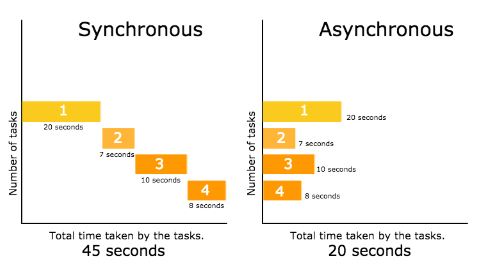 Synchronous
Number of tasks
1
20 seconds
2
7 seconds
3
10 seconds
4
8 seconds
Total time taken by the tasks.
45 seconds
Asynchronous
Number of tasks
1
20 seconds
2
7 seconds
3
10 seconds
4
8 seconds
Total time taken by the tasks.
20 seconds